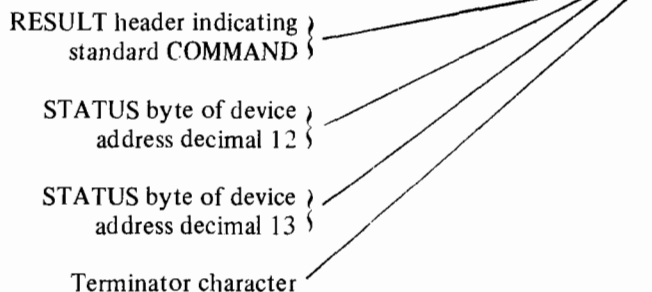 RESULT header indicating
standard COMMAND
STATUS byte of device
address decimal 12
STATUS byte of device
address decimal 13
Terminator character